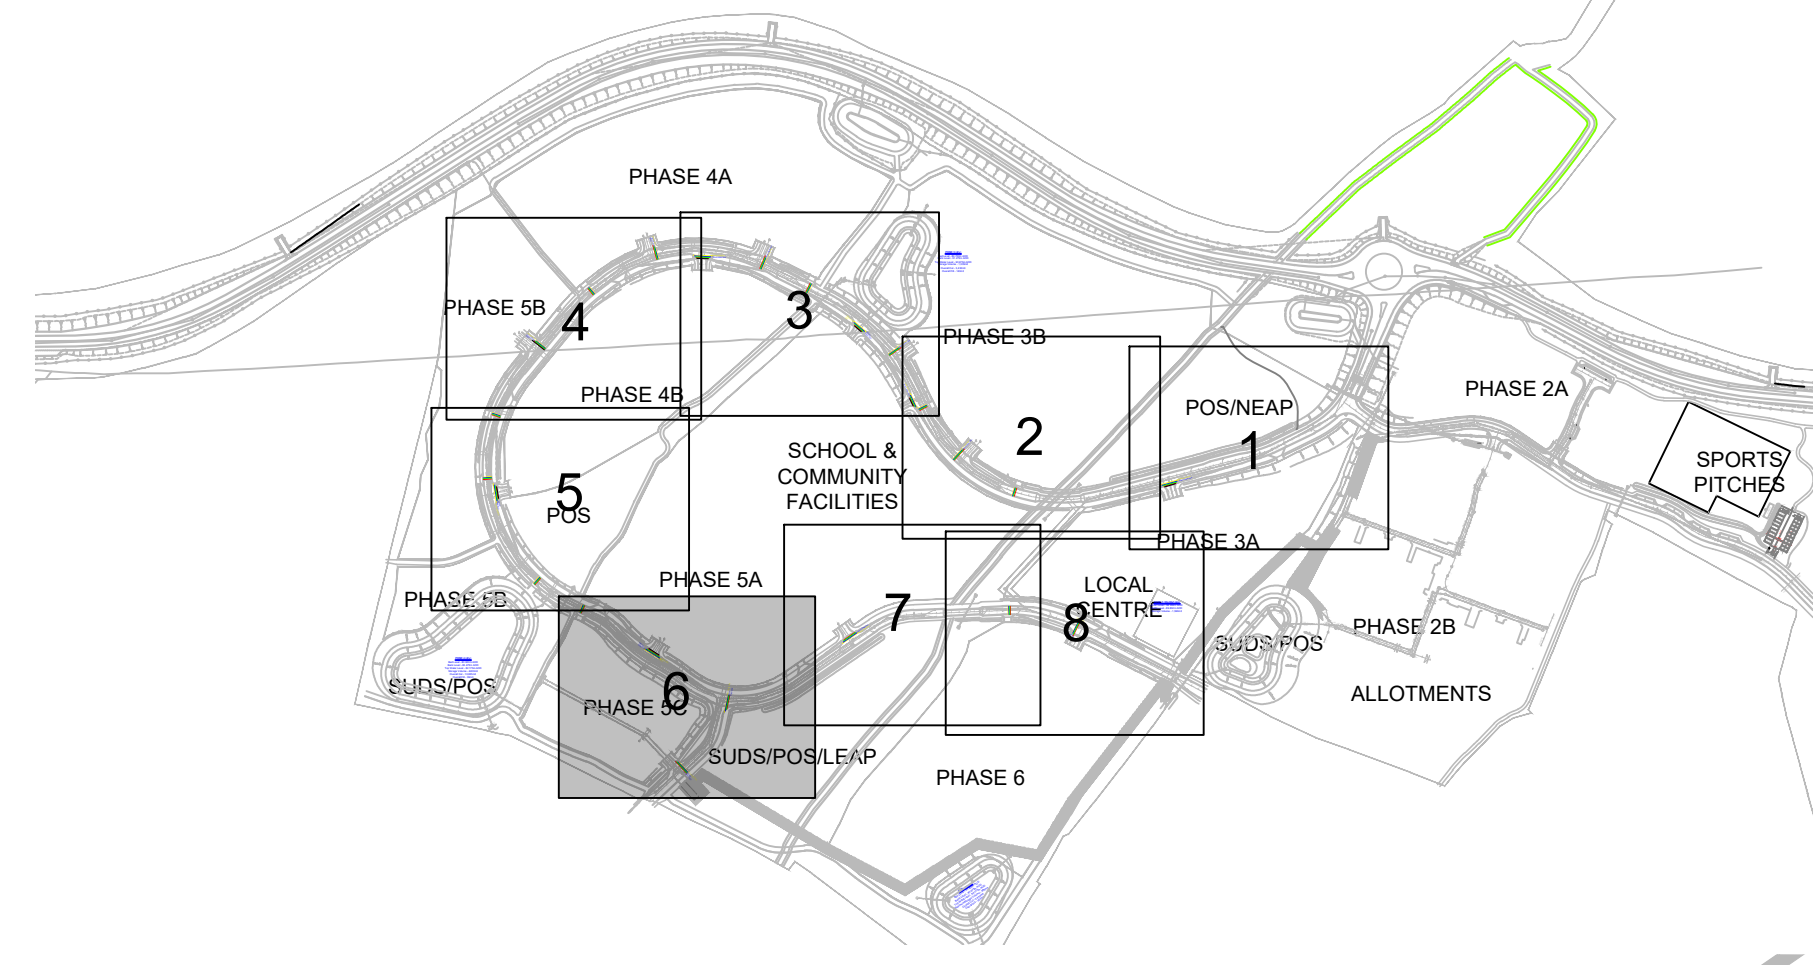 PHASE 4A
PHASE 5B
4
3
PHASE 3B
PHASE 4B
PHASE 2A
POS/NEAP
2
1
SCHOOL &
COMMUNITY
FACILITIES
SPORTS
PITCHES
5
POS
PHASE 3A
PHASE 5A
LOCAL
CENTRE
PHASE 5B
7
8
PHASE 2B
SUDS/POS
SUDS/POS
6
PHASE 5C
ALLOTMENTS
SUDS/POS/LEAP
PHASE 6